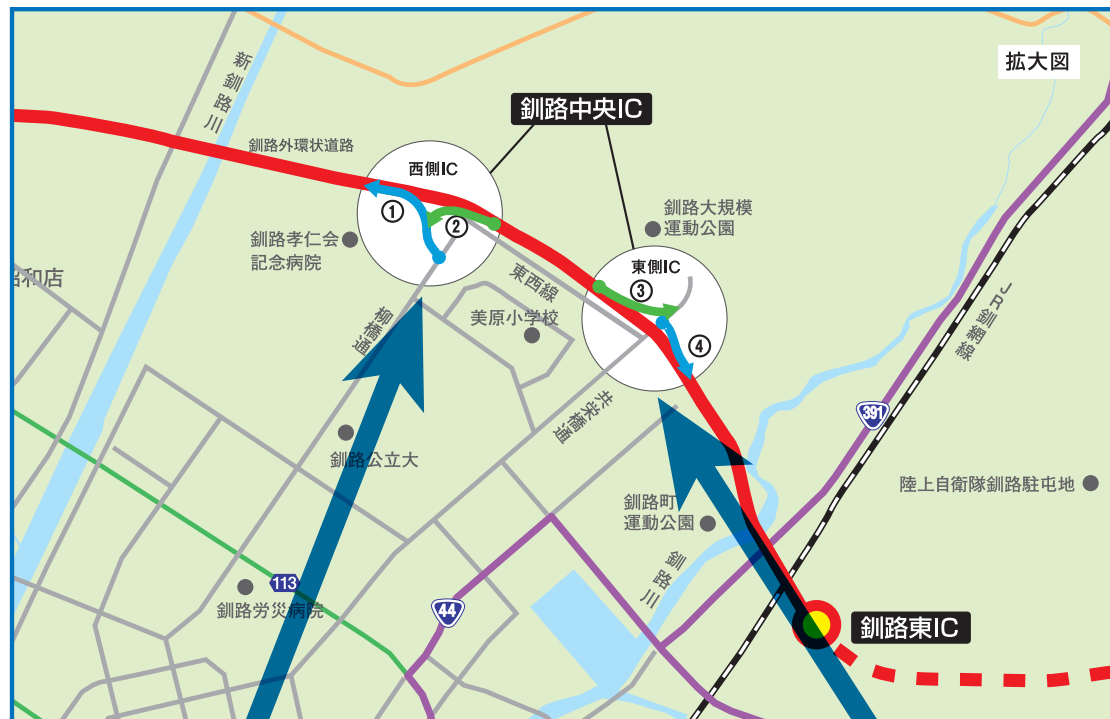 拡大図
新釧路川
釧路中央IC
釧路外環状道路
西側IC
①
②
釧路孝仁会
記念病院
釧路大規模
運動公園
東側IC
③
④
東西線
昭和店
柳橋通
美原小学校
JR釧網線
共栄橋通
391
釧路公立大
陸上自衛隊釧路駐屯地
釧路町
運動公園
釧路川
113
釧路労災病院
44
釧路東IC